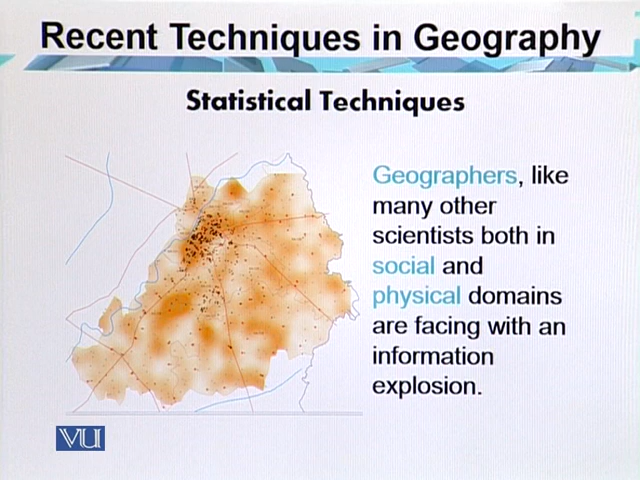 Recent Techniques in Geography
Statistical Techniques
Geographers, like
many other
scientists both in
social and
physical domains
are facing with an
information
explosion.
VU